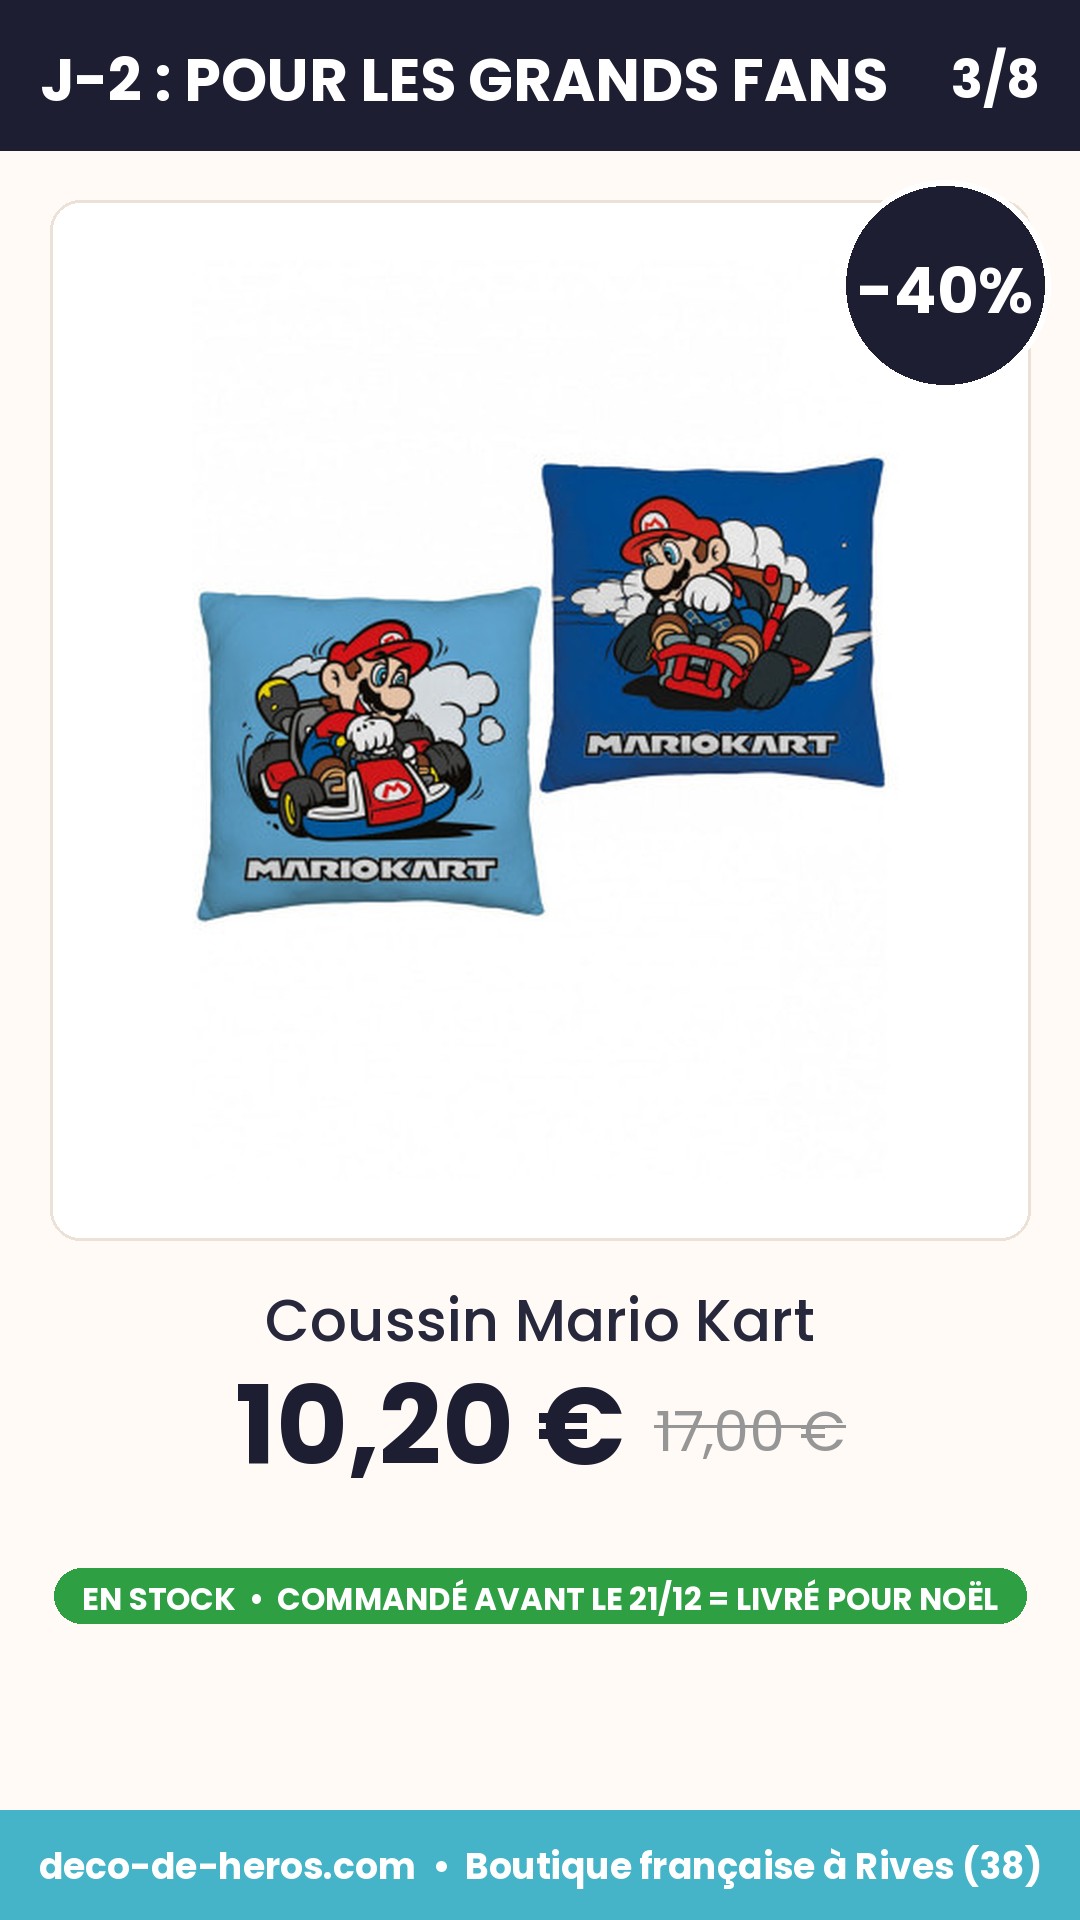 J-2 : POUR LES GRANDS FANS 3/8
-40%
MARIOKART
MARIOKART
Coussin Mario Kart
10,20 € 17,00 €
EN STOCK • COMMANDÉ AVANT LE 21/12 = LIVRÉ POUR NOËL
deco-de-heros.com • Boutique française à Rives (38)